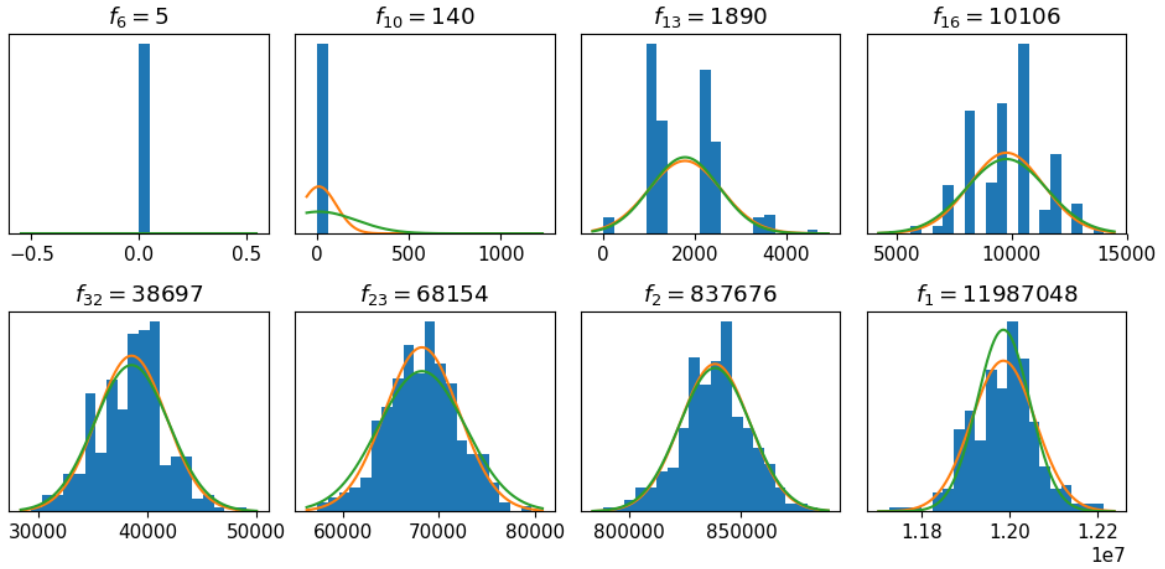 f₆ = 5 f₁₀ = 140 f₁₃ = 1890 f₁₆ = 10106
−0.5 0.0 0.5 0 500 1000 0 2000 4000 5000 10000 15000
f₃₂ = 38697 f₂₃ = 68154 f₂ = 837676 f₁ = 11987048
30000 40000 50000 60000 70000 80000 800000 850000 1.18 1.20 1.22
1e7